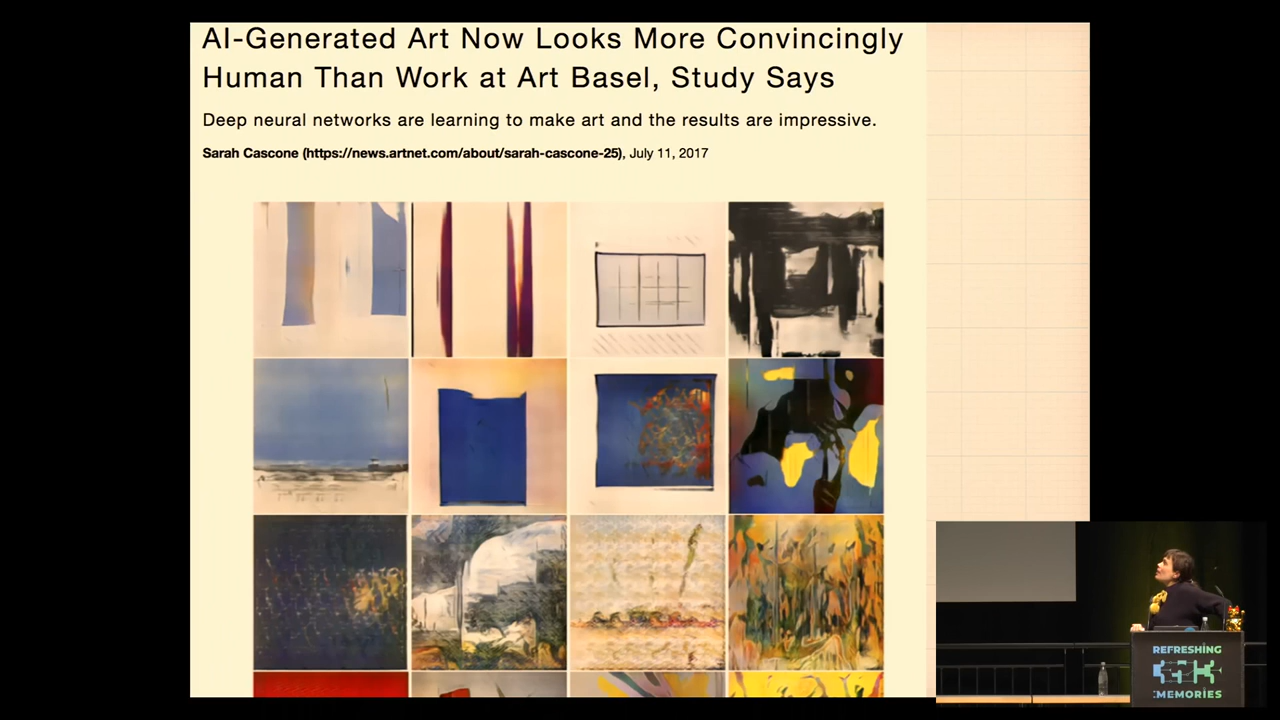 AI-Generated Art Now Looks More Convincingly
Human Than Work at Art Basel, Study Says
Deep neural networks are learning to make art and the results are impressive.
Sarah Cascone (https://news.artnet.com/about/sarah-cascone-25), July 11, 2017
REFRESHING
MEMORIES